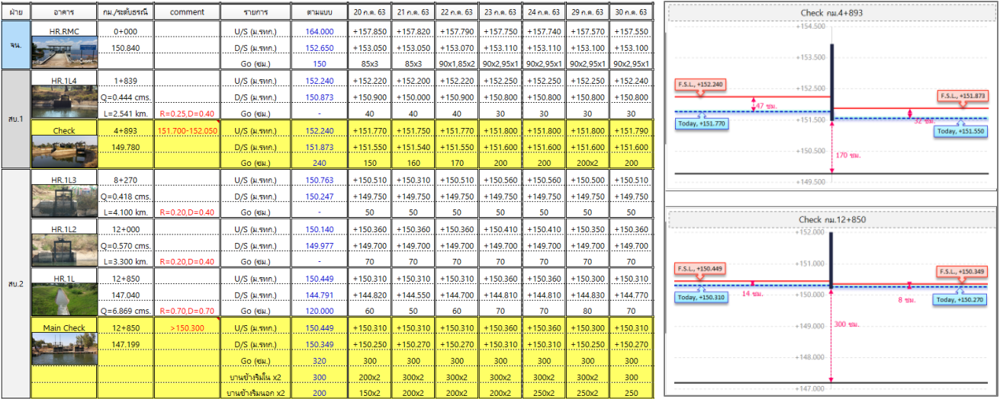 ฝ่าย อาคาร กม./ระดับธรณี comment รายการ ตามแบบ 20 ก.ค. 63 21 ก.ค. 63 22 ก.ค. 63 23 ก.ค. 63 24 ก.ค. 63 29 ก.ค. 63 30 ก.ค. 63
จน. HR.RMC 0+000 U/S (ม.รทก.) 164.000 +157.850 +157.820 +157.790 +157.750 +157.740 +157.570 +157.550
150.840 D/S (ม.รทก.) 152.650 +153.050 +153.050 +153.070 +153.110 +153.110 +153.100 +153.100
Go (ซม.) 150 85x3 85x3 90x1,85x2 90x2,95x1 90x2,95x1 90x2,95x1 90x2,95x1
สบ.1 HR.1L4 1+839 U/S (ม.รทก.) 152.240 +152.220 +152.200 +152.220 +152.250 +152.250 +152.250 +152.240
Q=0.444 cms. D/S (ม.รทก.) 150.873 +150.900 +150.000 +150.900 +150.800 +150.800 +150.800 +150.800
L=2.541 km. R=0.25,D=0.40 Go (ซม.) - 40 40 40 30 30 30 30
Check 4+893 151.700-152.050 U/S (ม.รทก.) 152.240 +151.770 +151.750 +151.770 +151.800 +151.800 +151.800 +151.790
149.780 D/S (ม.รทก.) 151.873 +151.550 +151.540 +151.550 +151.600 +151.600 +151.600 +151.600
Go (ซม.) 240 150 160 170 200 200 200x2 200
สบ.2 HR.1L3 8+270 U/S (ม.รทก.) 150.763 +150.510 +150.310 +150.510 +150.560 +150.560 +150.500 +150.510
Q=0.418 cms. D/S (ม.รทก.) 150.247 +149.750 +149.750 +149.750 +149.750 +149.750 +149.750 +149.750
L=4.100 km. R=0.20,D=0.40 Go (ซม.) - 50 50 50 50 50 50 50
HR.1L2 12+000 U/S (ม.รทก.) 150.140 +150.360 +150.360 +150.360 +150.410 +150.410 +150.350 +150.360
Q=0.570 cms. D/S (ม.รทก.) 149.977 +149.700 +149.700 +149.700 +149.700 +149.700 +149.700 +149.700
L=3.300 km. R=0.20,D=0.40 Go (ซม.) - 70 70 70 70 70 70 70
HR.1L 12+850 U/S (ม.รทก.) 150.449 +150.310 +150.310 +150.310 +150.360 +150.360 +150.300 +150.310
147.040 D/S (ม.รทก.) 144.791 +144.820 +144.550 +144.700 +144.810 +144.810 +144.830 +144.770
Q=6.869 cms. R=0.70,D=0.70 Go (ซม.) 120.000 60 50 60 70 70 80 70
Main Check 12+850 >150.300 U/S (ม.รทก.) 150.449 +150.310 +150.310 +150.310 +150.360 +150.360 +150.300 +150.310
147.199 D/S (ม.รทก.) 150.349 +150.250 +150.270 +150.270 +150.310 +150.310 +150.250 +150.270
Go (ซม.) 320 300 300 300 300 300 300 300
บานข้างริมใน x2 300 200x2 300x2 300x2 300x2 300x2 300x2 300
บานข้างริมนอก x2 200 150x2 200x2 200x2 200x2 250x2 250x2 250
Check กม.4+893
+154.500
+153.500
F.S.L., +152.240
+152.500
F.S.L., +151.873
47 ซม.
Today, +151.770
+151.500
32 ซม.
Today, +151.550
+150.500
170 ซม.
+149.500
Check กม.12+850
+152.000
+151.000
F.S.L., +150.449
F.S.L., +150.349
14 ซม.
+150.000
Today, +150.310
8 ซม.
Today, +150.270
+149.000
300 ซม.
+148.000
+147.000